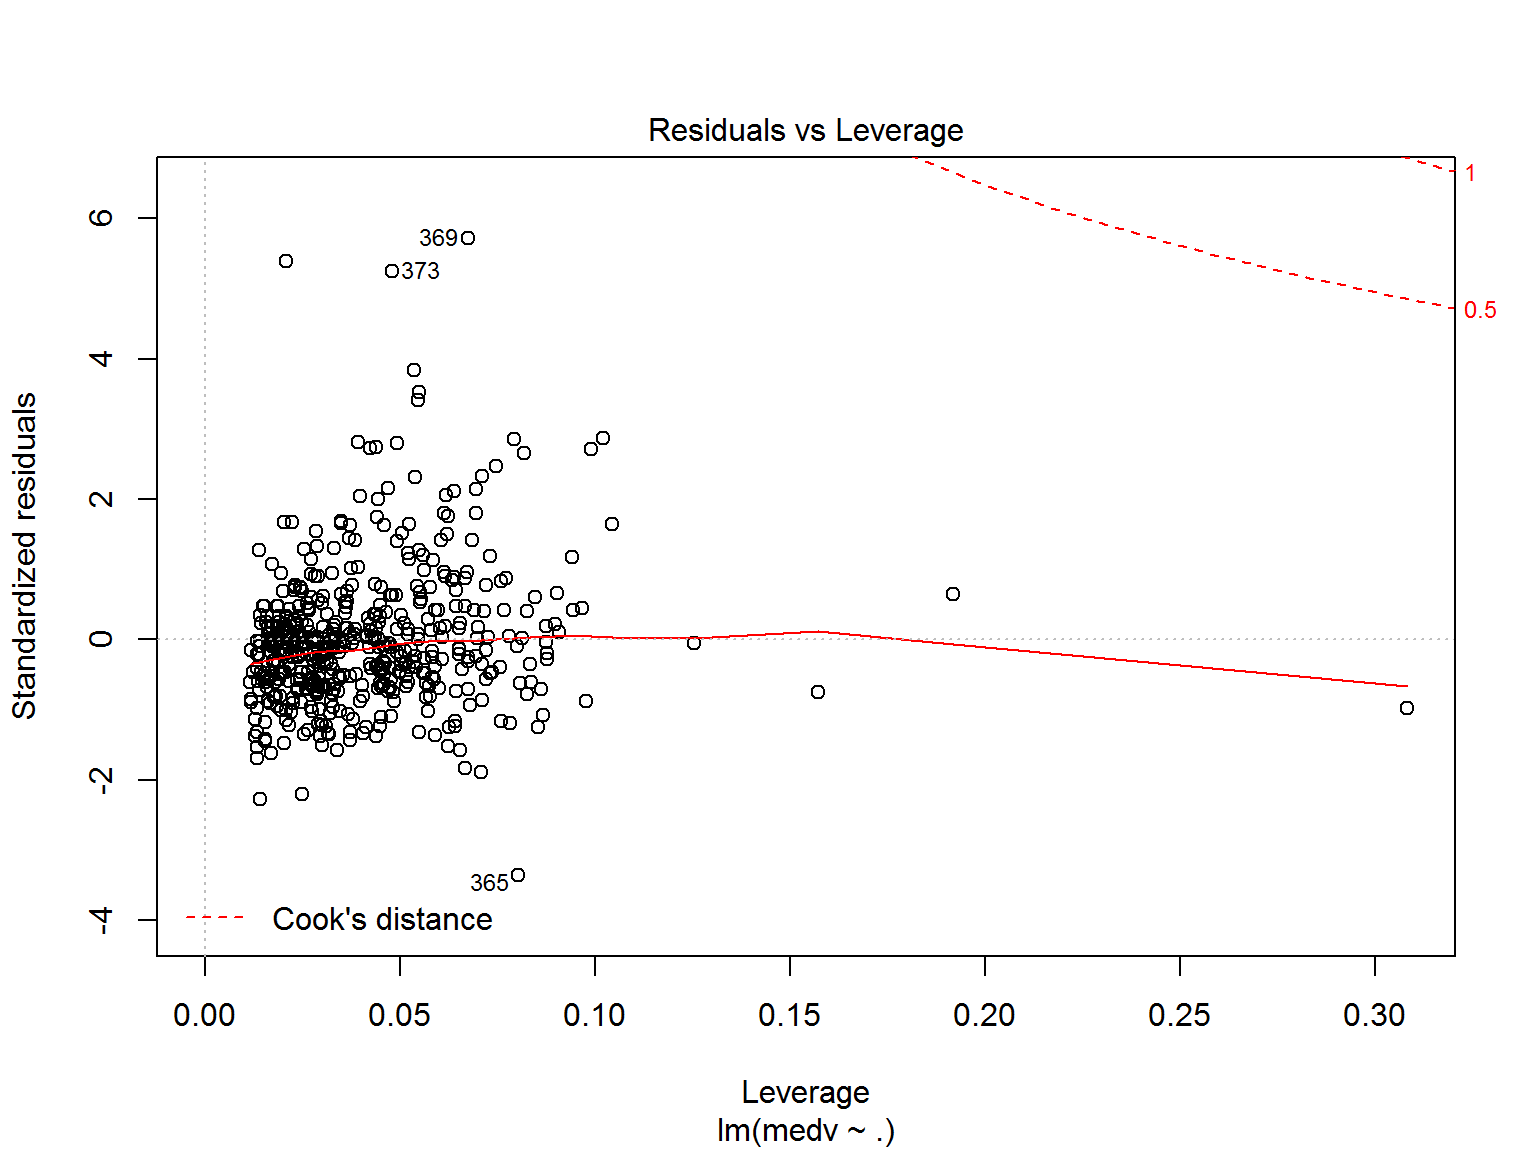 Residuals vs Leverage
Standardized residuals
6
4
2
0
-2
-4
369
373
365
1
0.5
Cook's distance
0.00 0.05 0.10 0.15 0.20 0.25 0.30
Leverage
lm(medv ~ .)